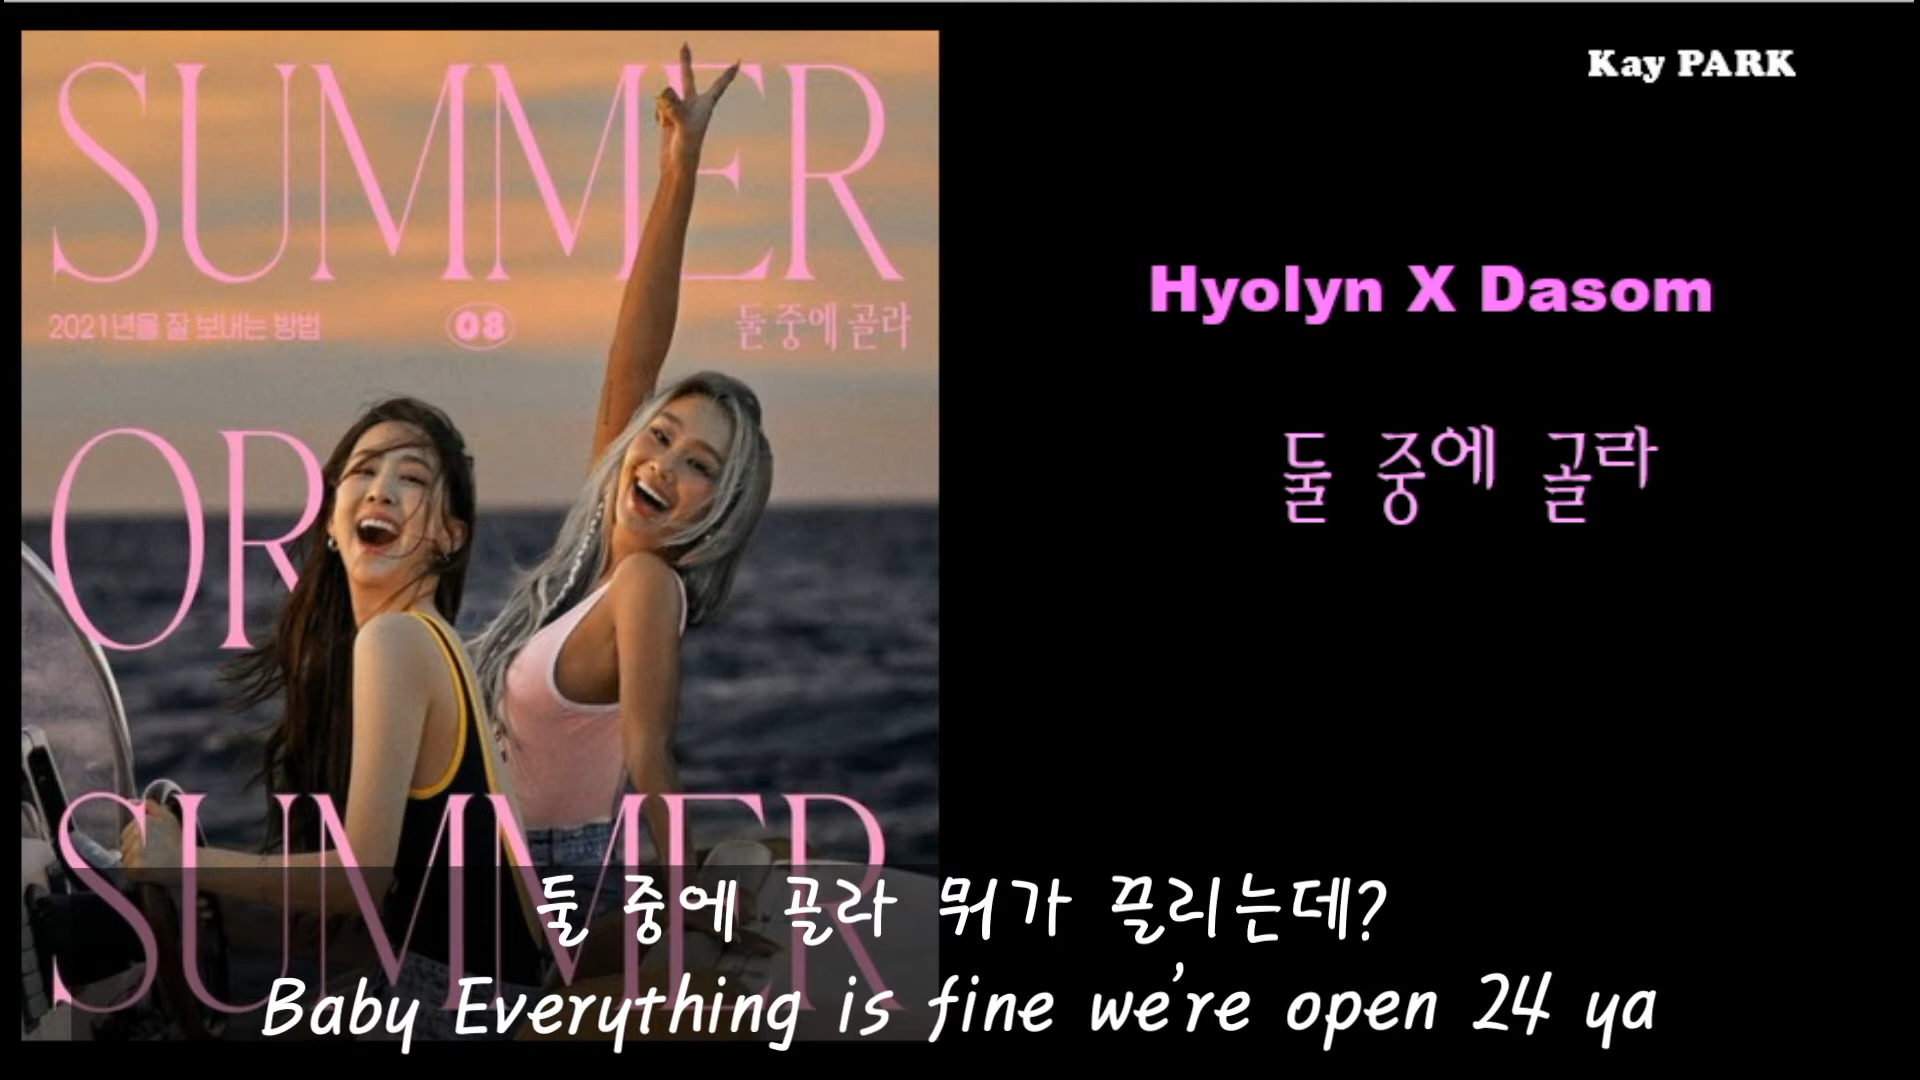 Kay PARK
SUMMER
2021년을 잘 보내는 방법
08
둘 중에 골라
OR
SUMMER
Hyolyn X Dasom
둘 중에 골라
둘 중에 골라 뭐가 끌리는데?
Baby Everything is fine we're open 24 ya